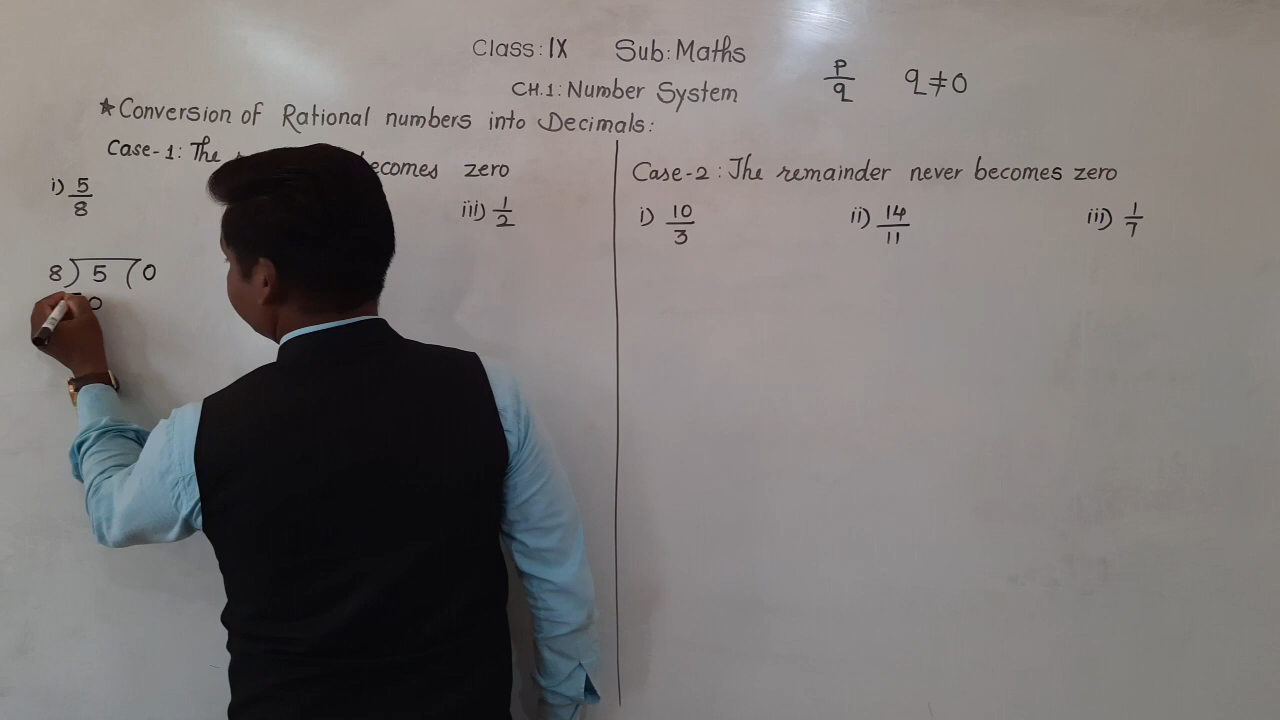 Class: IX Sub: Maths
CH.1: Number System
p/q q≠0
★Conversion of Rational numbers into Decimals:
Case-1: The becomes zero
i) 5/8 iii) 1/2
8) 5 (0
0
Case-2: The remainder never becomes zero
i) 10/3 ii) 14/11 iii) 1/7